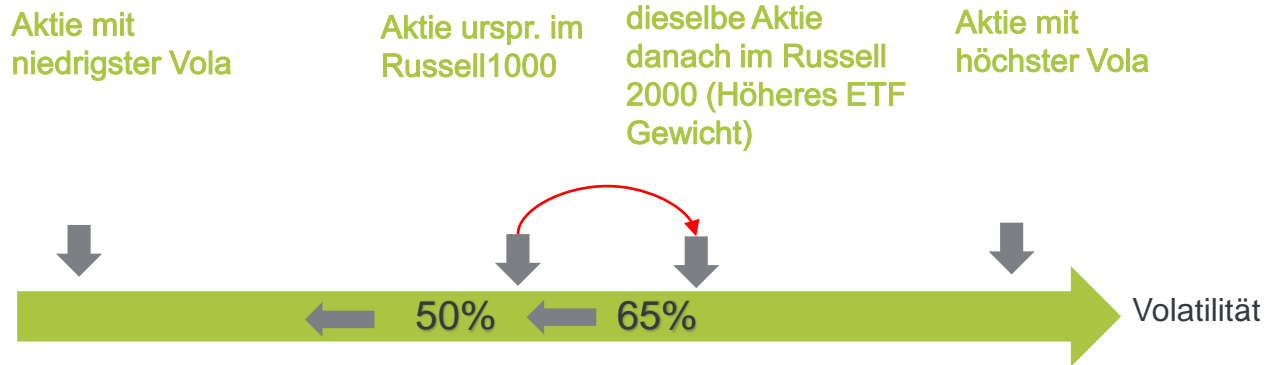 Aktie mit
niedrigster Vola
Aktie urspr. im
Russell1000
dieselbe Aktie
danach im Russell
2000 (Höheres ETF
Gewicht)
Aktie mit
höchster Vola
50%
65%
Volatilität